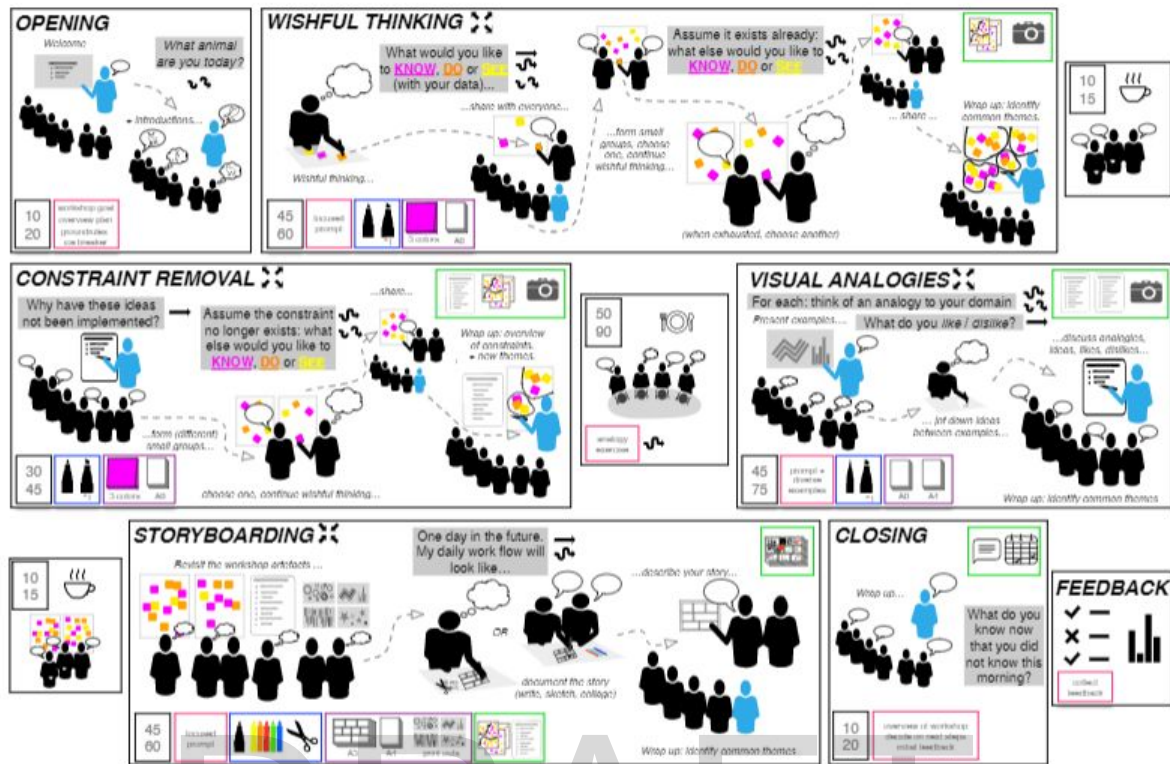 OPENING
Welcome
What animal
are you today?
+ introductions...
10
20
workshop goal
overview plan
groundrules
ice breaker
WISHFUL THINKING
What would you like
to KNOW, DO or SEE
(with your data)...
Wishful thinking...
...share with everyone...
...form small
groups, choose
one, continue
wishful thinking...
Assume it exists already:
what else would you like to
KNOW, DO or SEE
(when exhausted, choose another)
... share ...
Wrap up: Identify
common themes.
45
60
focused
prompt
3 colors
A0
10
15
CONSTRAINT REMOVAL
Why have these ideas
not been implemented?
Assume the constraint
no longer exists: what
else would you like to
KNOW, DO or SEE
...share...
Wrap up: overview
of constraints.
+ new themes.
...form (different)
small groups...
choose one, continue wishful thinking...
30
45
3 colors
A0
50
90
analogy
exercise
VISUAL ANALOGIES
For each: think of an analogy to your domain
Present examples...
What do you like / dislike?
...discuss analogies,
ideas, likes, dislikes...
... jot down ideas
between examples...
45
75
prompt +
diverse
examples
A0
A4
Wrap up: Identify common themes
10
15
STORYBOARDING
Revisit the workshop artefacts ...
One day in the future.
My daily work flow will
look like...
OR
document the story
(write, sketch, collage)
...describe your story...
45
60
focused
prompt
A3
A4
print outs
Wrap up: Identify common themes
CLOSING
Wrap up...
What do you
know now
that you did
not know this
morning?
10
20
overview of workshop
decide on next steps
initial feedback
FEEDBACK
collect
feedback